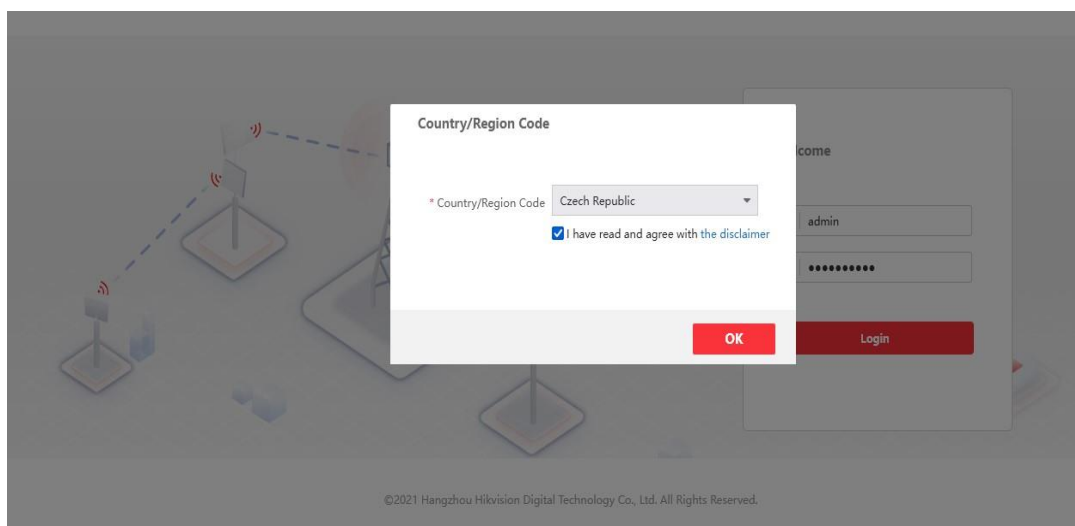 Country/Region Code
lcome
* Country/Region Code Czech Republic
I have read and agree with the disclaimer
admin
OK
Login
©2021 Hangzhou Hikvision Digital Technology Co., Ltd. All Rights Reserved.